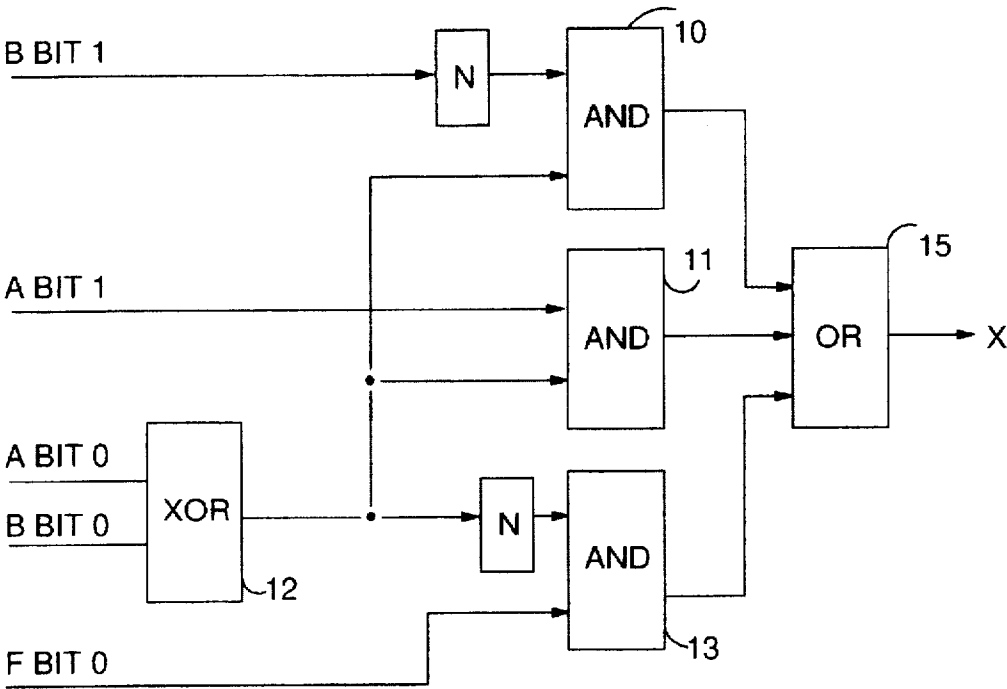 10
B BIT 1
N
AND
15
11
A BIT 1
AND
OR
X
A BIT 0
XOR
N
AND
B BIT 0
12
13
F BIT 0